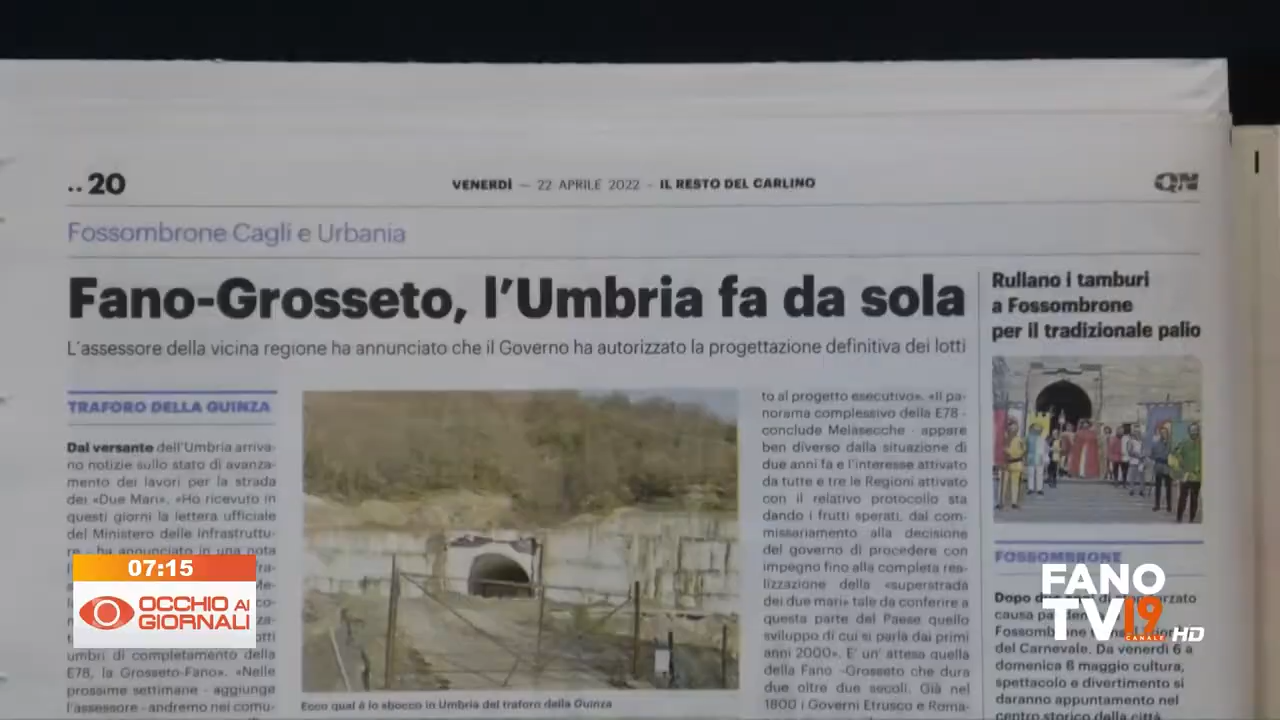 .. 20
VENERDÌ — 22 APRILE 2022 – IL RESTO DEL CARLINO
QN
Fossombrone Cagli e Urbania
Fano-Grosseto, l'Umbria fa da sola
L'assessore della vicina regione ha annunciato che il Governo ha autorizzato la progettazione definitiva dei lotti
TRAFORO DELLA GUINZA
Dal versante dell'Umbria arriva-
no notizie sullo stato di avanza-
mento dei lavori per la strada
dei «Due Mari». «Ho ricevuto in
questi giorni la lettera ufficiale
del Ministero delle infrastruttu-
re - ha annunciato in una nota
umbri di completamento della
E78, la Grosseto-Fano». «Nelle
prossime settimane - aggiunge
l'assessore - andremo nei comu-
Ecco qual è lo sbocco in Umbria del traforo della Guinza
to al progetto esecutivo». «Il pa-
norama complessivo della E78 -
conclude Melasecche - appare
ben diverso dalla situazione di
due anni fa e l'interesse attivato
da tutte e tre le Regioni attivato
con il relativo protocollo sta
dando i frutti sperati, dal com-
missariamento alla decisione
del governo di procedere con
impegno fino alla completa rea-
lizzazione della «superstrada
dei due mari» tale da conferire a
questa parte del Paese quello
sviluppo di cui si parla dai primi
anni 2000». E' un' attesa quella
della Fano -Grosseto che dura
due oltre due secoli. Già nel
1800 i Governi Etrusco e Roma-
Rullano i tamburi
a Fossombrone
per il tradizionale palio
FOSSOMBRONE
Dopo due
causa
Fossombrone
del Carnevale. Da venerdì 6 a
domenica 8 maggio cultura,
spettacolo e divertimento si
daranno appuntamento nel
centro storico della città
07:15
OCCHIO AI
GIORNALI
FANO
TV19
CANALE HD